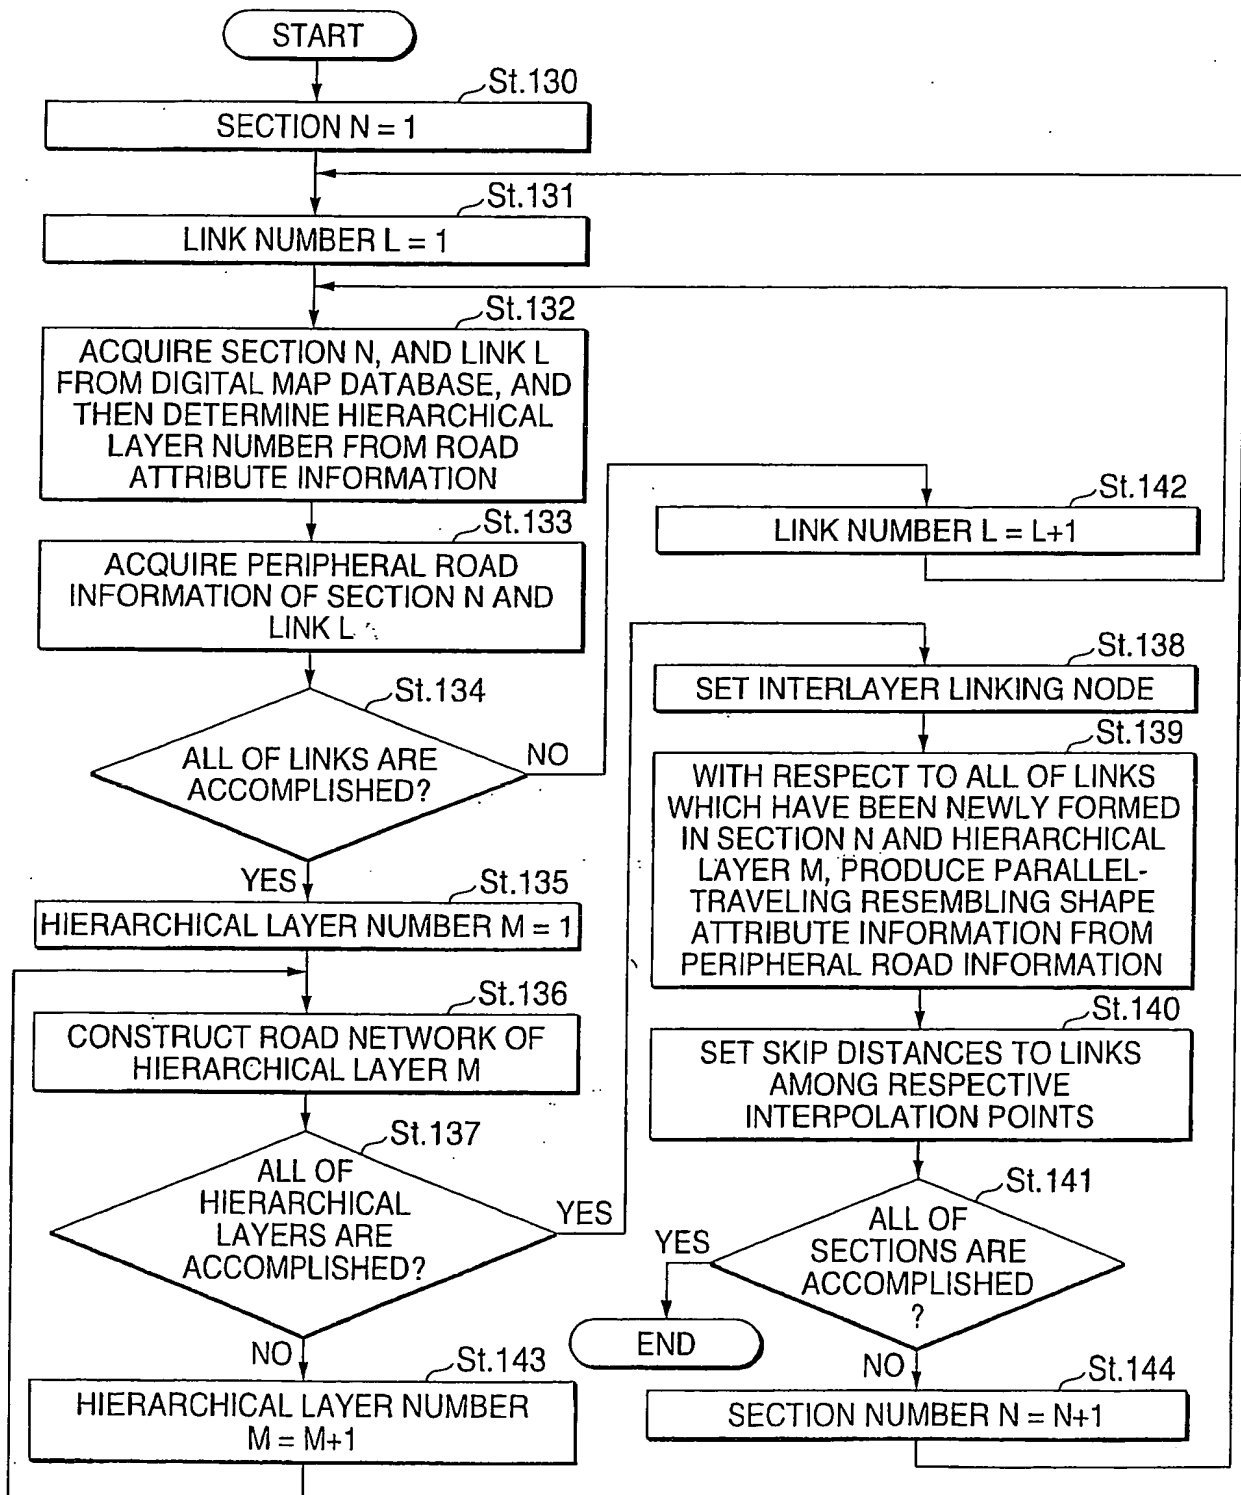 START
St.130
SECTION N = 1
St.131
LINK NUMBER L = 1
St.132
ACQUIRE SECTION N, AND LINK L
FROM DIGITAL MAP DATABASE, AND
THEN DETERMINE HIERARCHICAL
LAYER NUMBER FROM ROAD
ATTRIBUTE INFORMATION
St.133
ACQUIRE PERIPHERAL ROAD
INFORMATION OF SECTION N AND
LINK L
St.134
ALL OF LINKS ARE
ACCOMPLISHED?
NO
YES
St.135
HIERARCHICAL LAYER NUMBER M = 1
St.136
CONSTRUCT ROAD NETWORK OF
HIERARCHICAL LAYER M
St.137
ALL OF
HIERARCHICAL
LAYERS ARE
ACCOMPLISHED?
YES
NO
St.143
HIERARCHICAL LAYER NUMBER
M = M+1
St.142
LINK NUMBER L = L+1
St.138
SET INTERLAYER LINKING NODE
St.139
WITH RESPECT TO ALL OF LINKS
WHICH HAVE BEEN NEWLY FORMED
IN SECTION N AND HIERARCHICAL
LAYER M, PRODUCE PARALLEL-
TRAVELING RESEMBLING SHAPE
ATTRIBUTE INFORMATION FROM
PERIPHERAL ROAD INFORMATION
St.140
SET SKIP DISTANCES TO LINKS
AMONG RESPECTIVE
INTERPOLATION POINTS
St.141
ALL OF
SECTIONS ARE
ACCOMPLISHED
?
YES
END
NO
St.144
SECTION NUMBER N = N+1